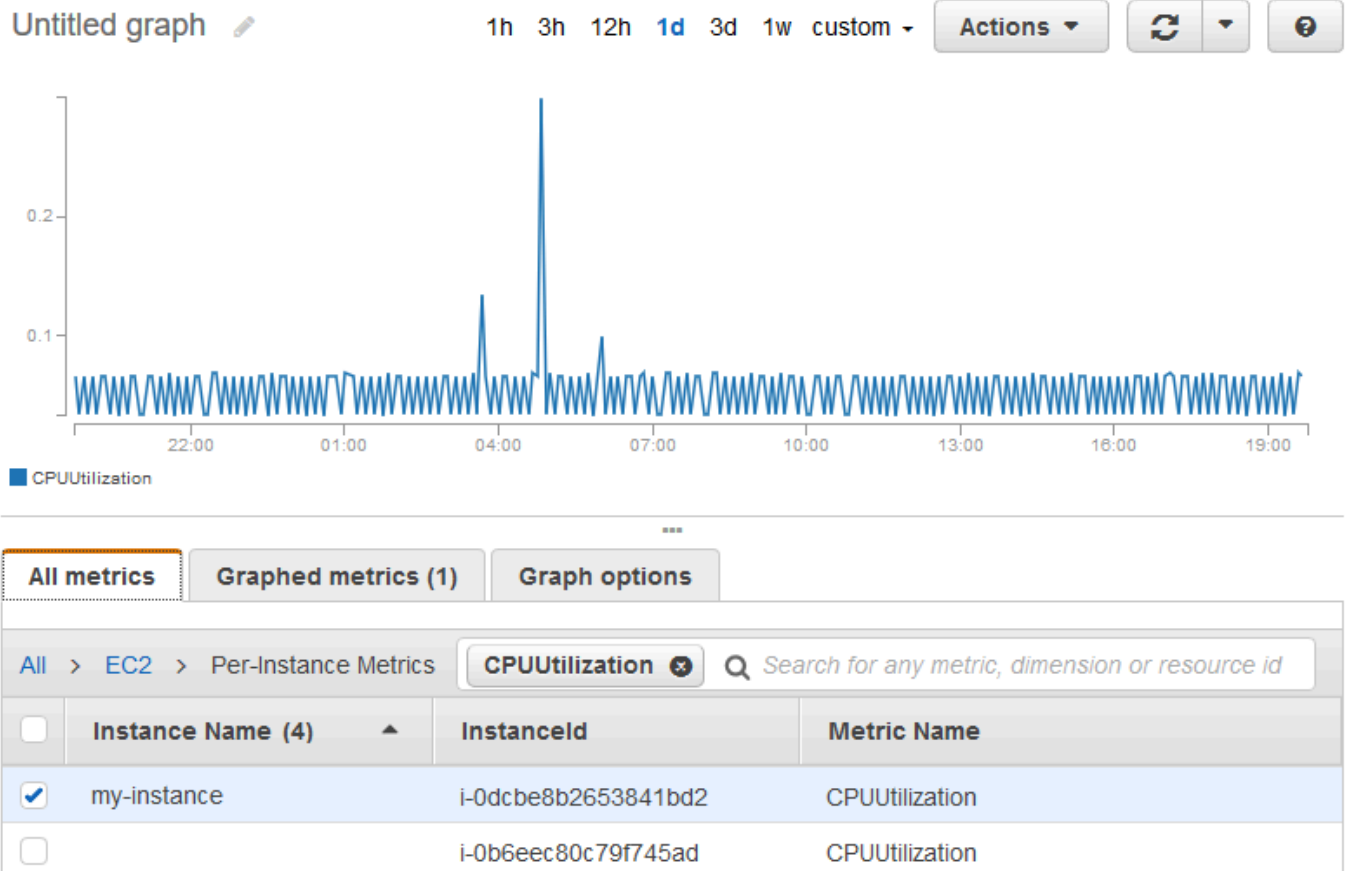 Untitled graph 1h 3h 12h 1d 3d 1w custom Actions
0.2
0.1
22:00 01:00 04:00 07:00 10:00 13:00 16:00 19:00
CPUUtilization
All metrics Graphed metrics (1) Graph options
All > EC2 > Per-Instance Metrics CPUUtilization Search for any metric, dimension or resource id
Instance Name (4) InstanceId Metric Name
my-instance i-0dcbe8b2653841bd2 CPUUtilization
i-0b6eec80c79f745ad CPUUtilization